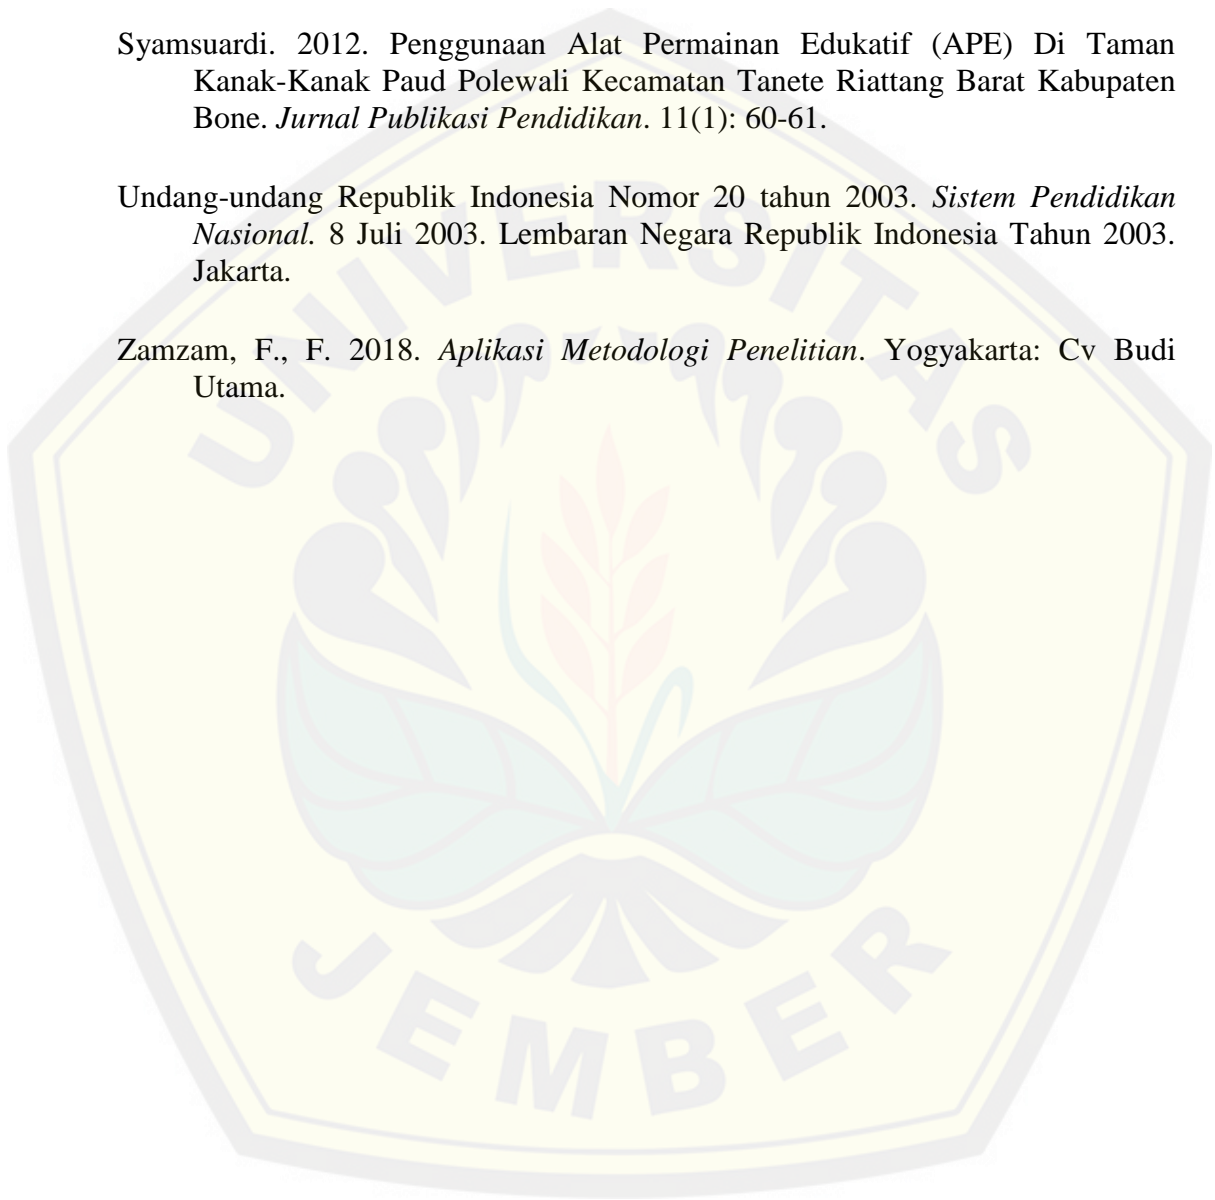 Syamsuardi. 2012. Penggunaan Alat Permainan Edukatif (APE) Di Taman
Kanak-Kanak Paud Polewali Kecamatan Tanete Riattang Barat Kabupaten
Bone. Jurnal Publikasi Pendidikan. 11(1): 60-61.
Undang-undang Republik Indonesia Nomor 20 tahun 2003. Sistem Pendidikan
Nasional. 8 Juli 2003. Lembaran Negara Republik Indonesia Tahun 2003.
Jakarta.
Zamzam, F., F. 2018. Aplikasi Metodologi Penelitian. Yogyakarta: Cv Budi
Utama.
UNIVERSITAS
JEMBER